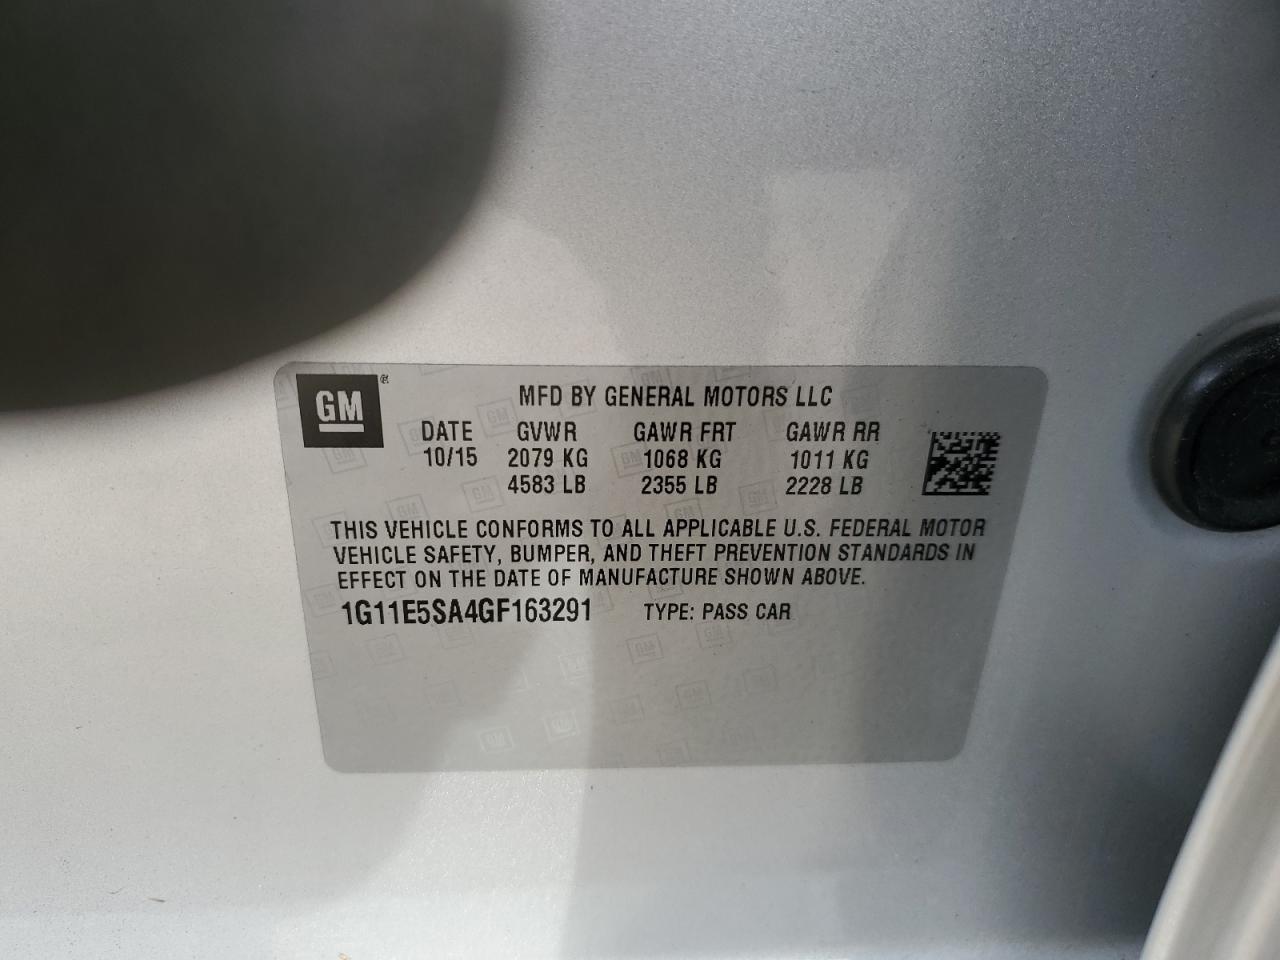 GM
MFD BY GENERAL MOTORS LLC
DATE GVWR GAWR FRT GAWR RR
10/15 2079 KG 1068 KG 1011 KG
4583 LB 2355 LB 2228 LB
THIS VEHICLE CONFORMS TO ALL APPLICABLE U.S. FEDERAL MOTOR
VEHICLE SAFETY, BUMPER, AND THEFT PREVENTION STANDARDS IN
EFFECT ON THE DATE OF MANUFACTURE SHOWN ABOVE.
1G11E5SA4GF163291 TYPE: PASS CAR